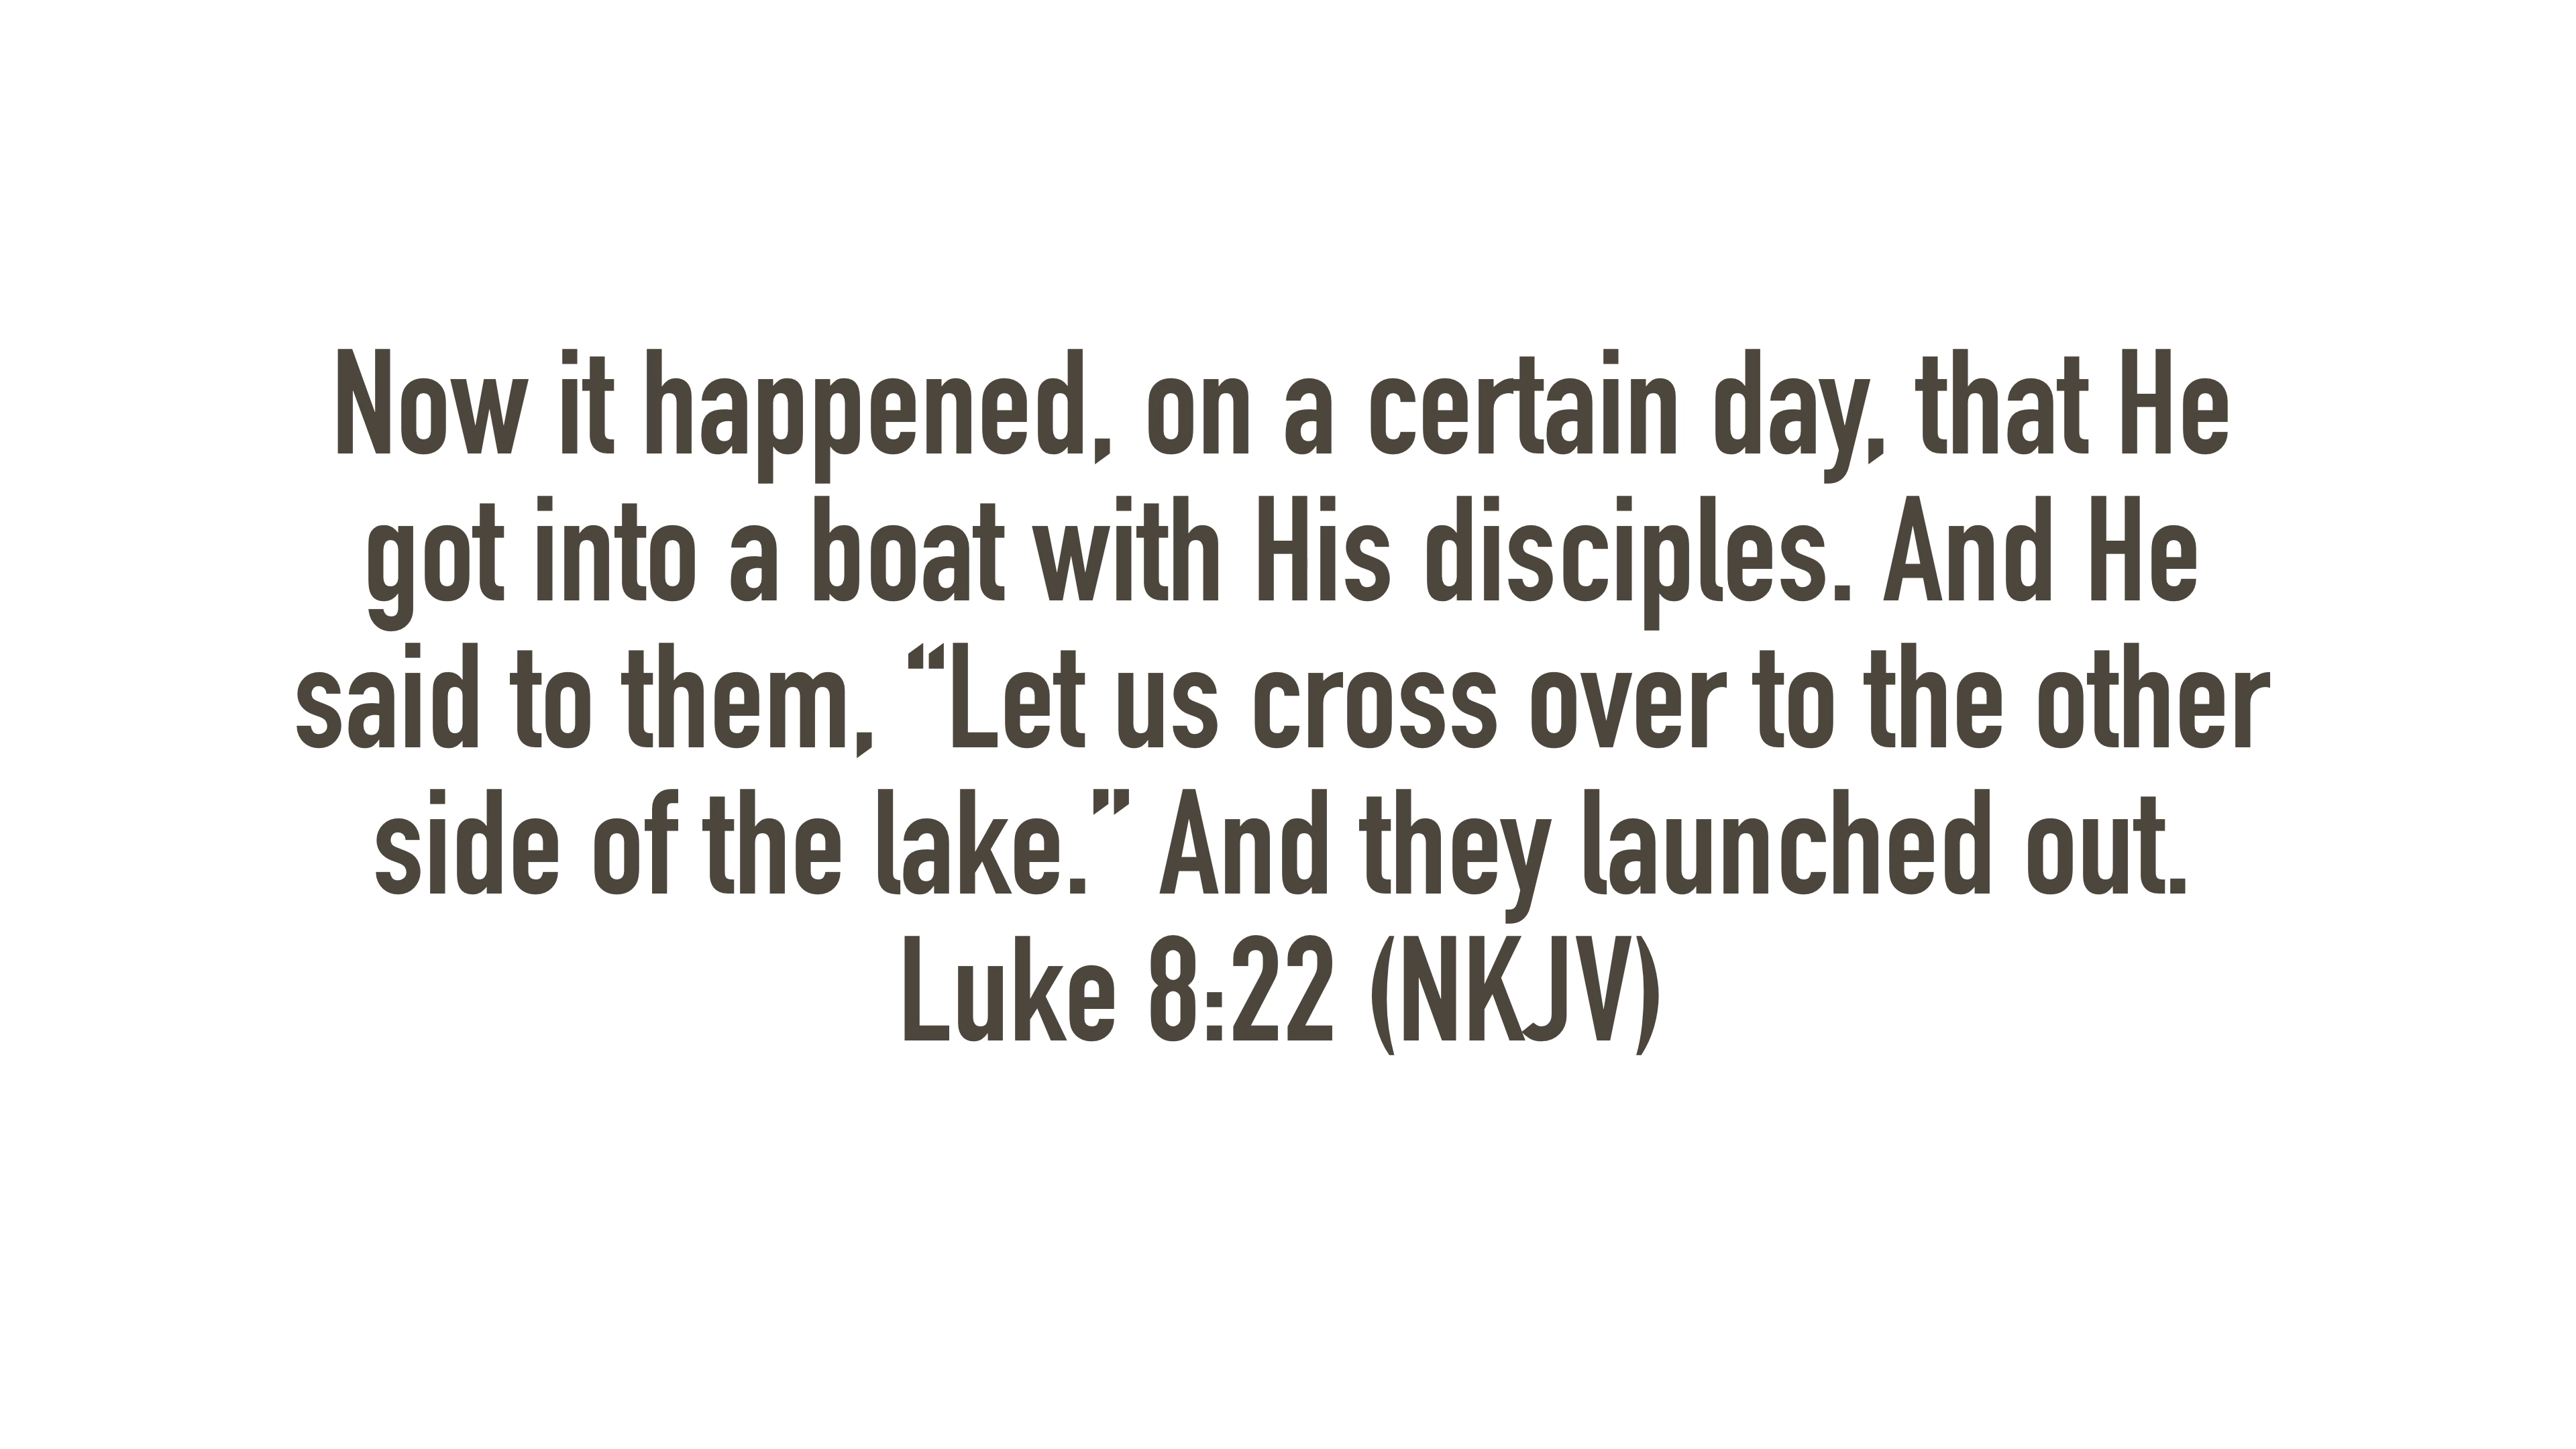 Now it happened, on a certain day, that He
got into a boat with His disciples. And He
said to them, “Let us cross over to the other
side of the lake.” And they launched out.
Luke 8:22 (NKJV)